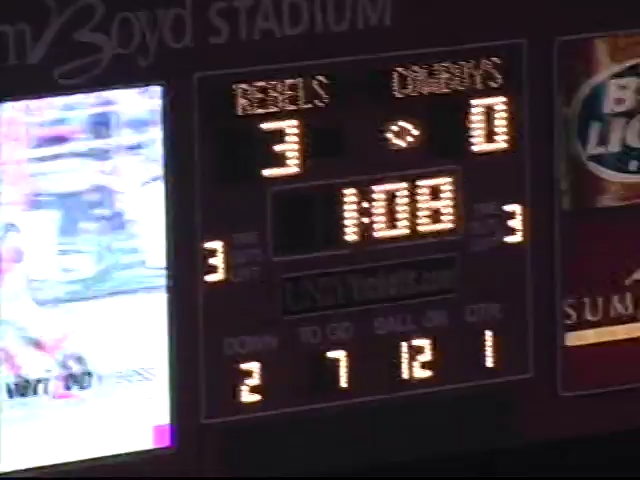 Boyd STADIUM
REBELS COWBOYS
3 0
1:08
3 3
DOWN TO GO BALL ON QTR
2 7 12 1
SUM